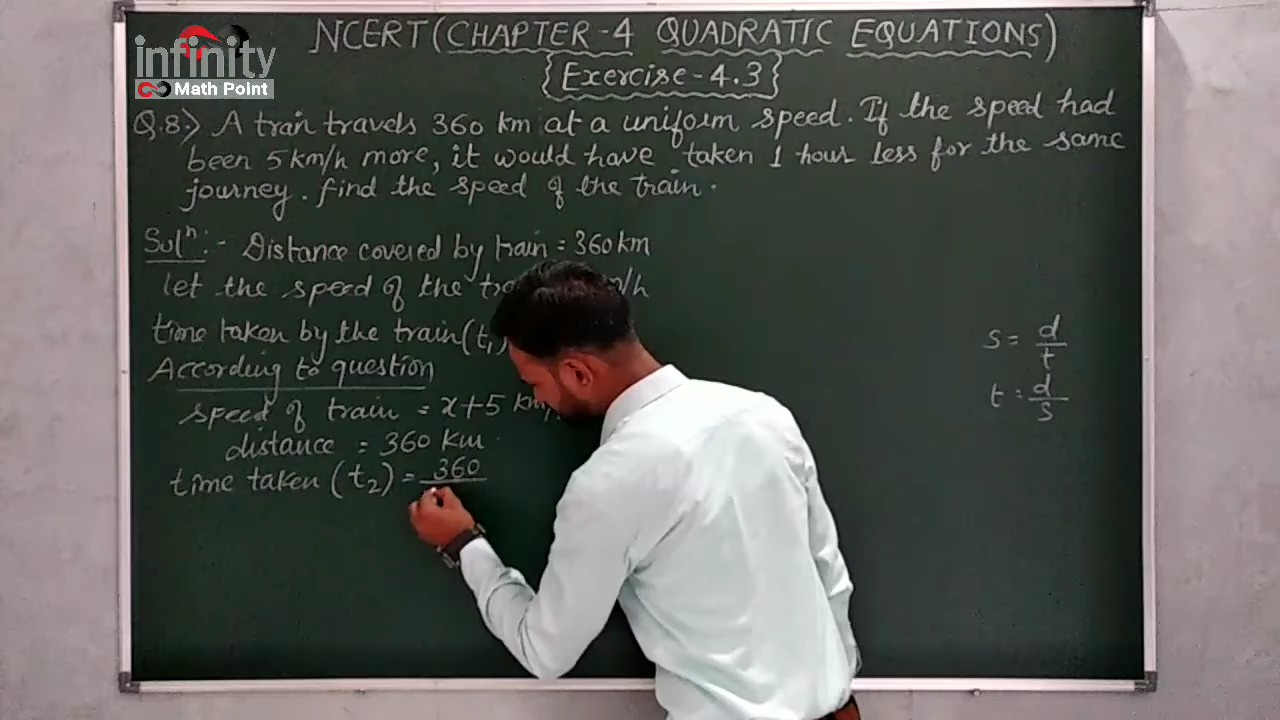 infinity
Math Point
NCERT (CHAPTER-4 QUADRATIC EQUATIONS)
{Exercise-4.3}
Q.8:> A train travels 360 km at a uniform speed. If the speed had
been 5 km/h more, it would have taken 1 hour less for the same
journey. find the speed of the train.
Solⁿ:- Distance covered by train = 360 km
let the speed of the /h
time taken by the train (t₁)
According to question
speed of train = x+5 km/
distance = 360 km
time taken (t₂) = 360
s = d/t
t = d/s